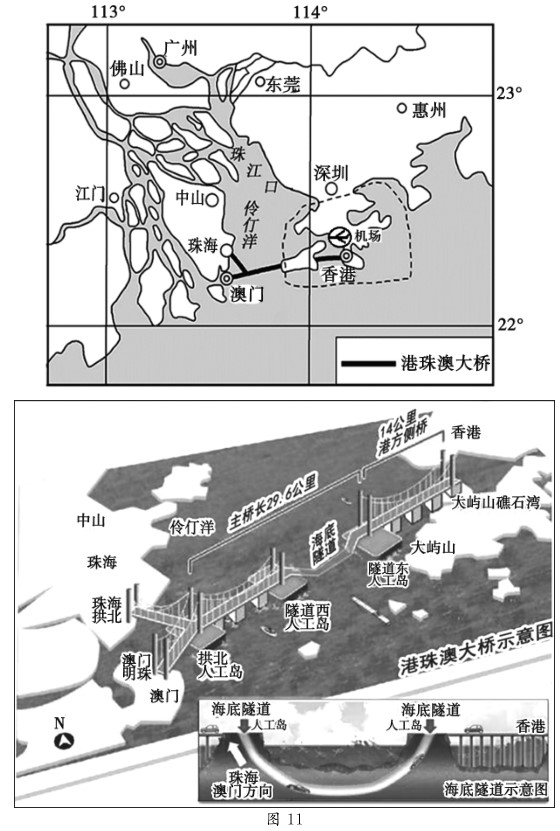 113°
114°
广州
佛山
东莞
23°
惠州
珠江口
深圳
江门
中山
伶仃洋
珠海
机场
香港
澳门
22°
港珠澳大桥
14公里
港方侧桥
香港
主桥长29.6公里
中山
伶仃洋
大屿山礁石湾
海底
隧道
珠海
大屿山
隧道东
人工岛
珠海
拱北
隧道西
人工岛
拱北
人工岛
澳门
明珠
港珠澳大桥示意图
澳门
海底隧道
海底隧道
N
人工岛
人工岛
香港
珠海
澳门方向
海底隧道示意图
图 11